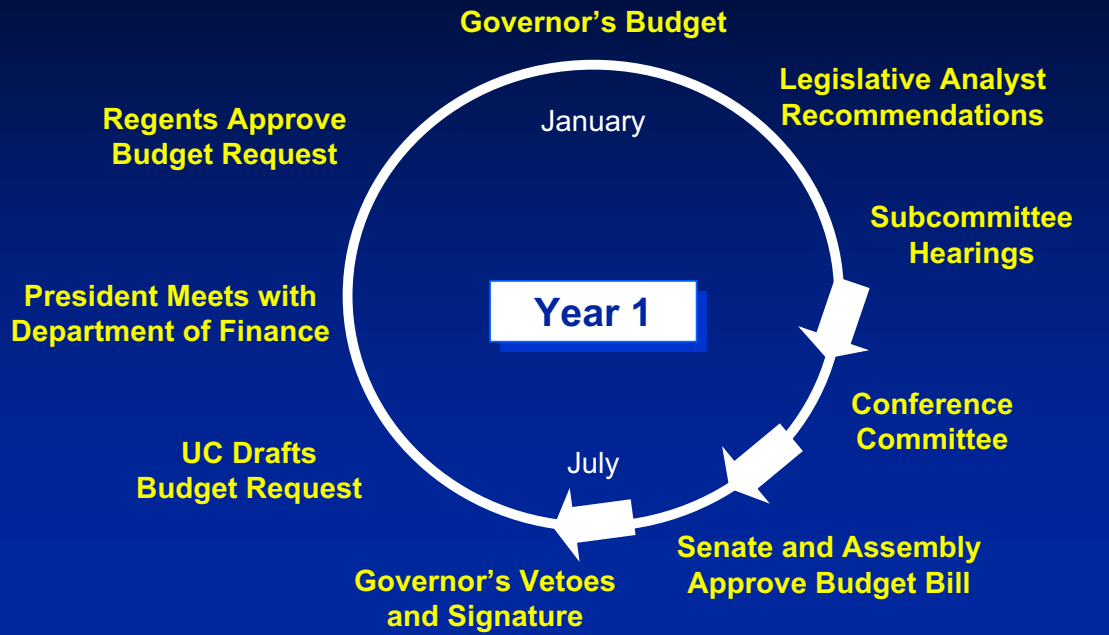 Governor’s Budget
Legislative Analyst
Recommendations
January
Regents Approve
Budget Request
Subcommittee
Hearings
President Meets with
Department of Finance
Year 1
Conference
Committee
UC Drafts
Budget Request
July
Senate and Assembly
Approve Budget Bill
Governor’s Vetoes
and Signature